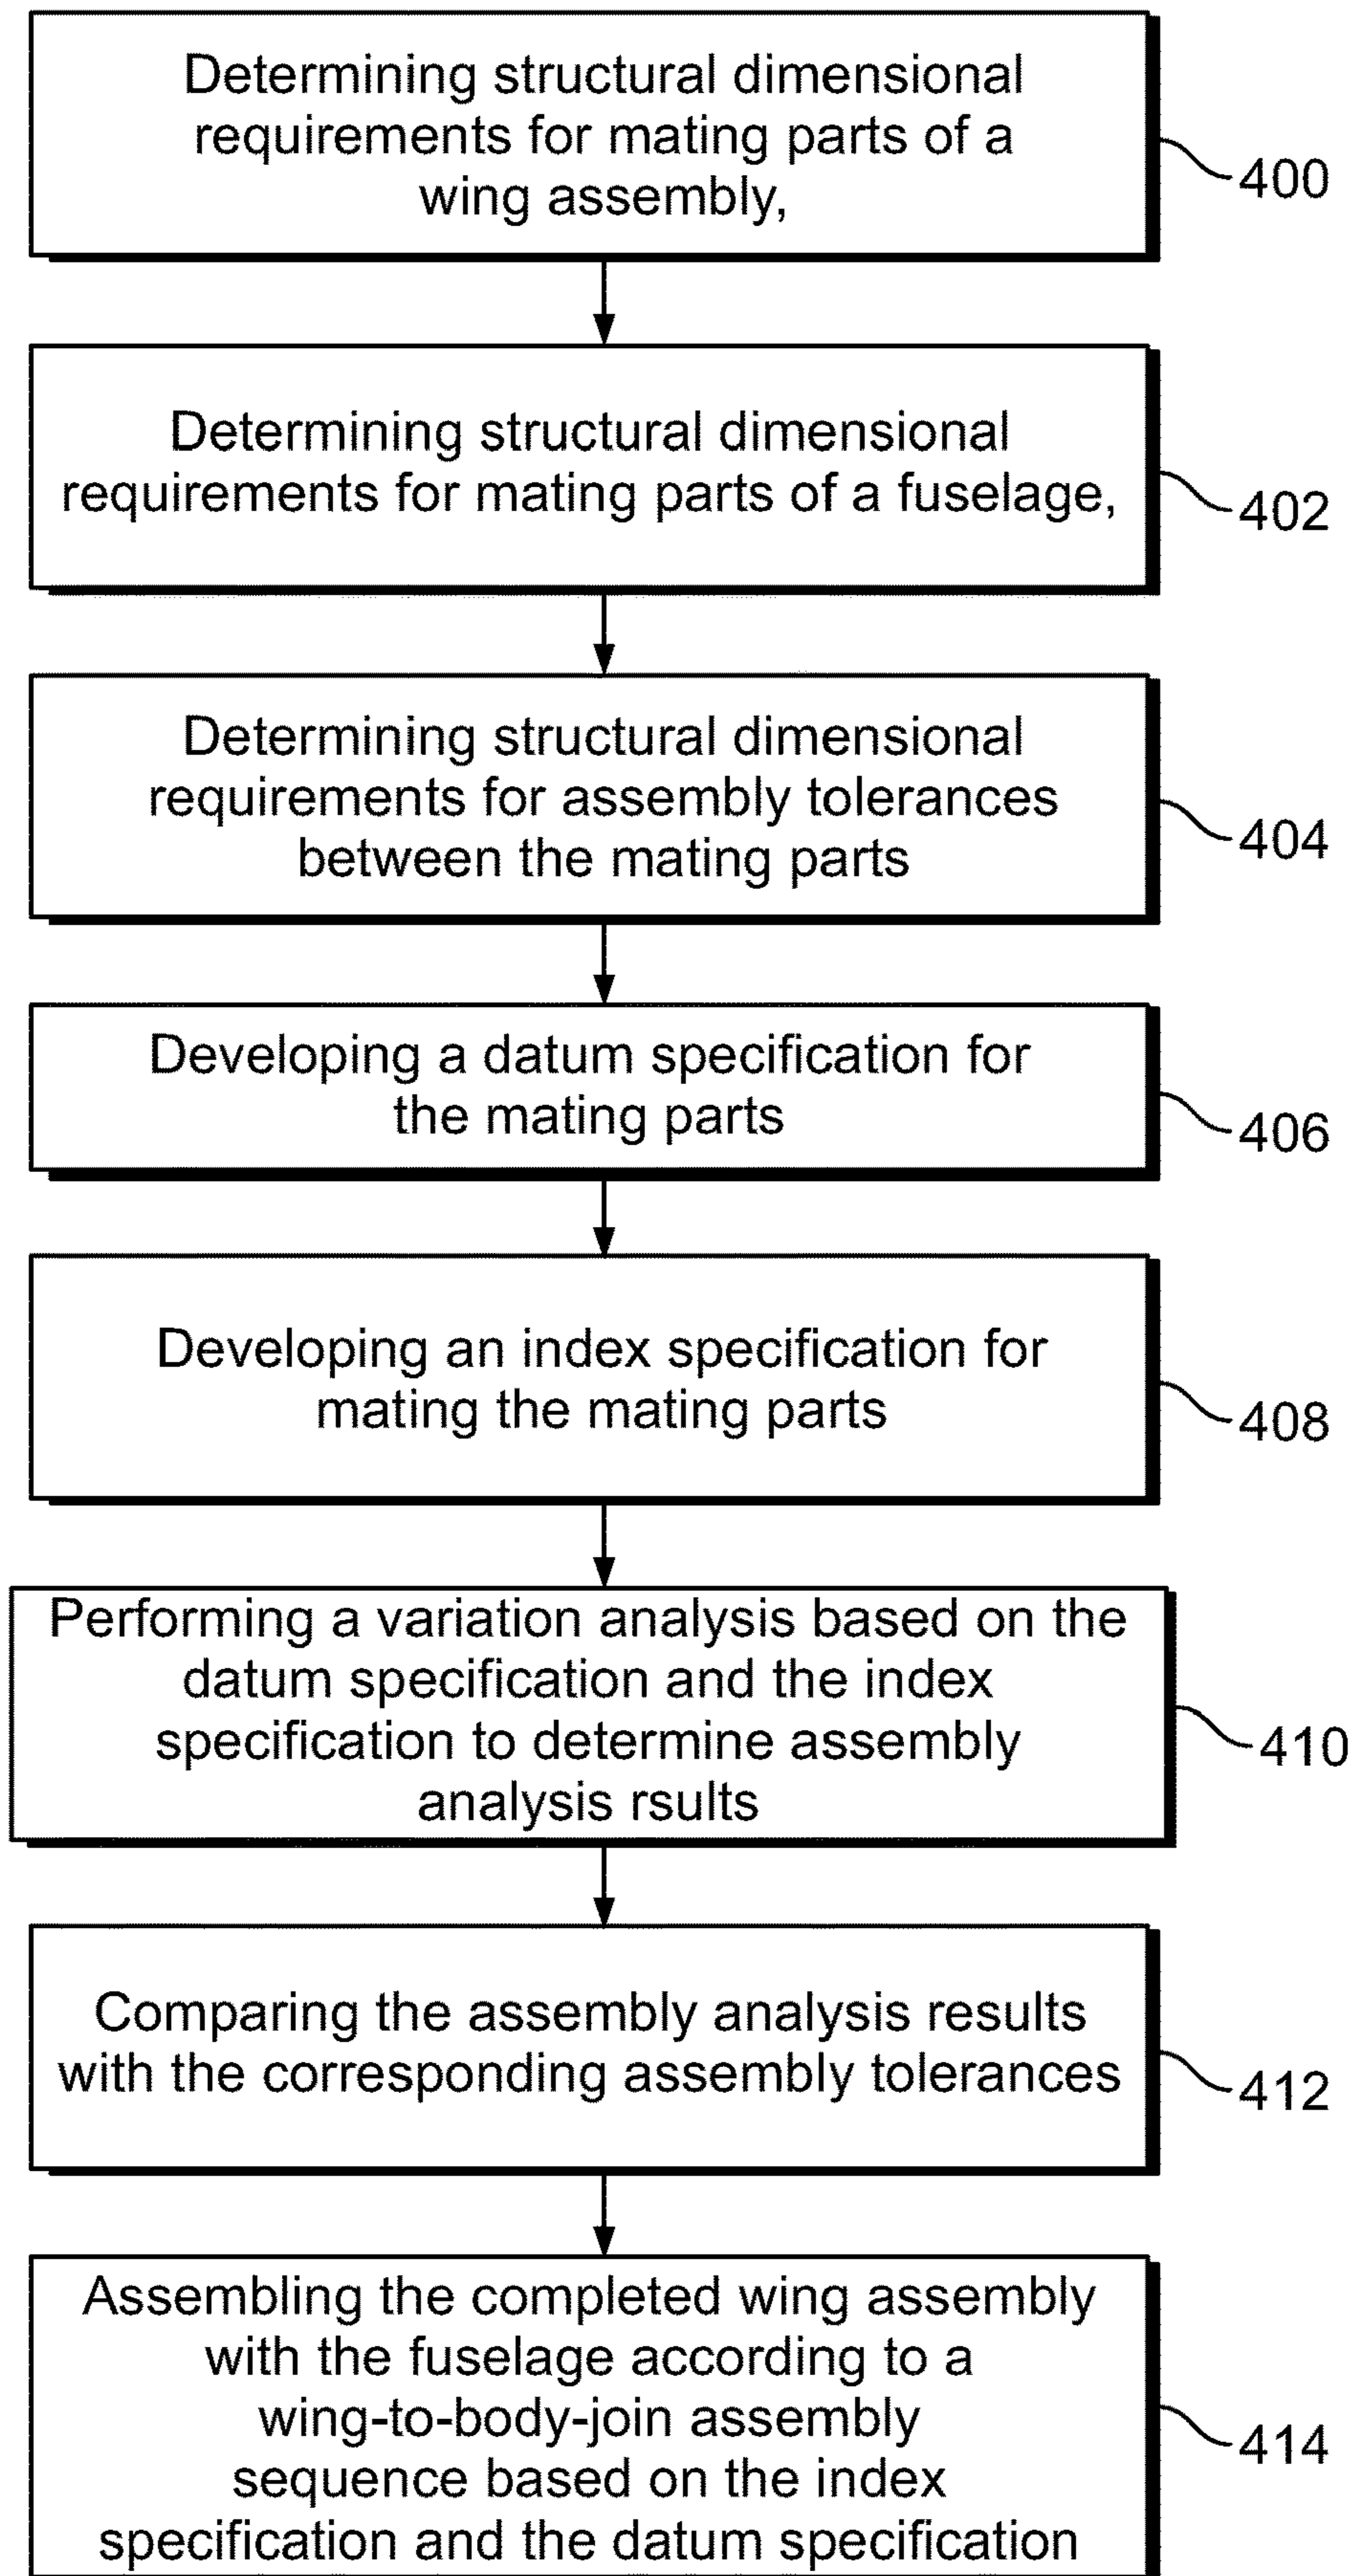 Determining structural dimensional
requirements for mating parts of a
wing assembly,
400
Determining structural dimensional
requirements for mating parts of a fuselage,
402
Determining structural dimensional
requirements for assembly tolerances
between the mating parts
404
Developing a datum specification for
the mating parts
406
Developing an index specification for
mating the mating parts
408
Performing a variation analysis based on the
datum specification and the index
specification to determine assembly
analysis rsults
410
Comparing the assembly analysis results
with the corresponding assembly tolerances
412
Assembling the completed wing assembly
with the fuselage according to a
wing-to-body-join assembly
sequence based on the index
specification and the datum specification
414